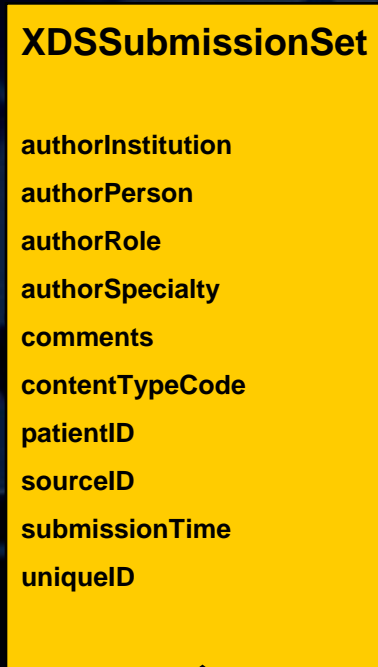 XDSSubmissionSet
authorInstitution
authorPerson
authorRole
authorSpecialty
comments
contentTypeCode
patientID
sourceID
submissionTime
uniqueID